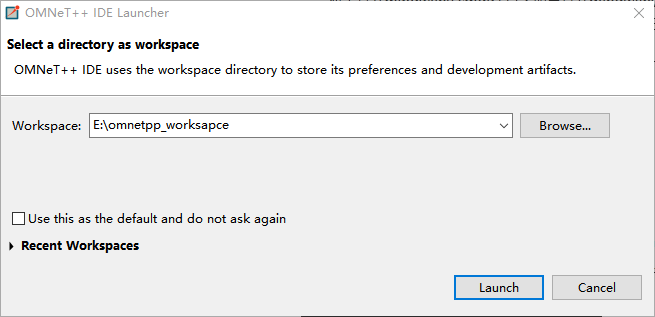 OMNeT++ IDE Launcher
Select a directory as workspace
OMNeT++ IDE uses the workspace directory to store its preferences and development artifacts.
Workspace: E:\omnetpp_worksapce Browse...
Use this as the default and do not ask again
Recent Workspaces
Launch Cancel